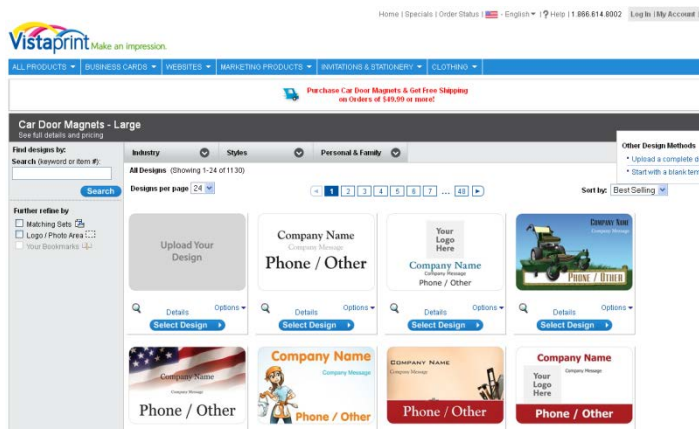 Home | Specials | Order Status | - English | ? Help | 1.866.614.8002 Log In | My Account
Vistaprint Make an impression.
ALL PRODUCTS BUSINESS CARDS WEBSITES MARKETING PRODUCTS INVITATIONS & STATIONERY CLOTHING
Purchase Car Door Magnets & Get Free Shipping
on Orders of $49.99 or more!
Car Door Magnets - Large
See full details and pricing
Find designs by:
Search (keyword or item #):
Search
Further refine by
Matching Sets
Logo / Photo Area
Your Bookmarks
Industry Styles Personal & Family
Other Design Methods
Upload a complete d
Start with a blank tem
All Designs (Showing 1-24 of 1130)
Designs per page 24
1 2 3 4 5 6 7 ... 48
Sort by: Best Selling
Upload Your
Design
Company Name
Company Message
Phone / Other
Your
Logo
Here
Company Name
Company Message
Phone / Other
Company Name
Company Message
Phone / Other
Details Options
Select Design
Details Options
Select Design
Details Options
Select Design
Details Options
Select Design
Company Name
Company Message
Phone / Other
Company Name
Company Message
Phone / Other
Company Name
Company Message
Phone / Other
Company Name
Your
Logo
Here
Company Message
Phone / Other